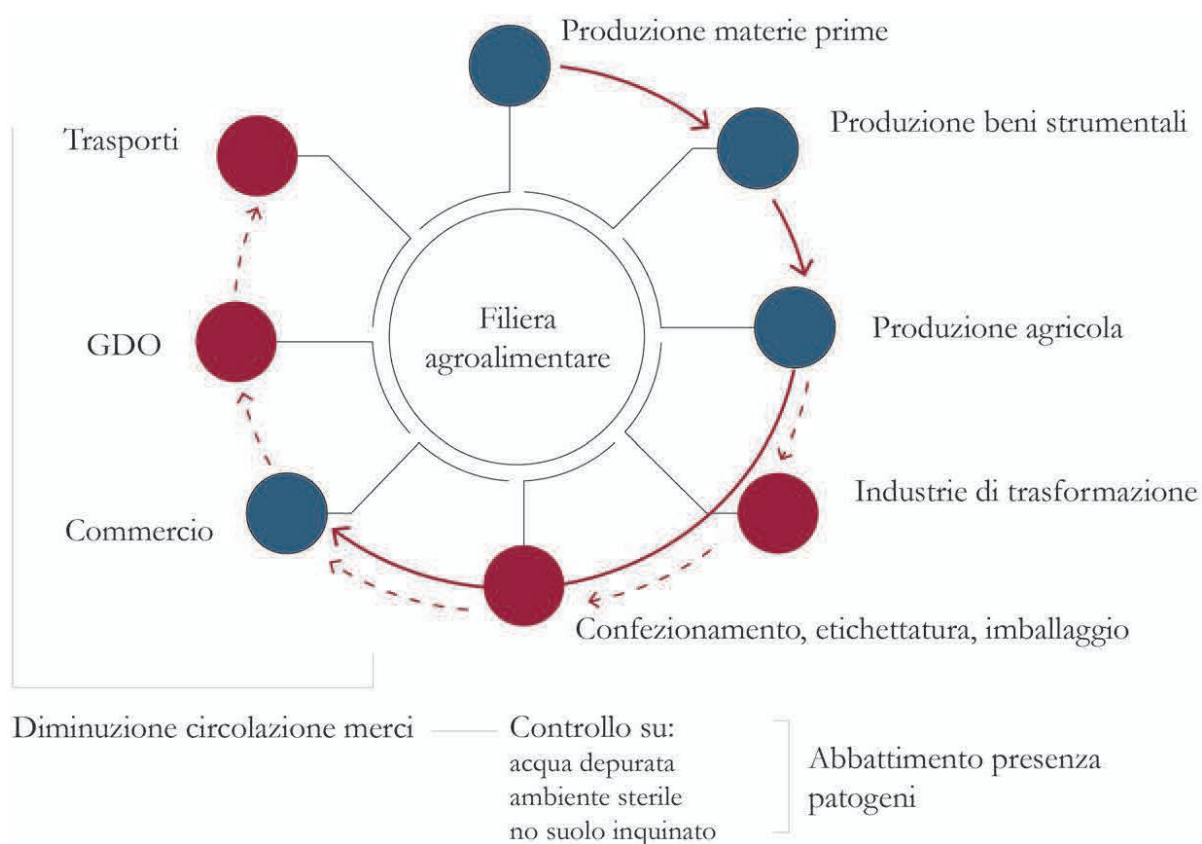 Produzione materie prime
Produzione beni strumentali
Trasporti
Filiera
agroalimentare
Produzione agricola
GDO
Industrie di trasformazione
Commercio
Confezionamento, etichettatura, imballaggio
Diminuzione circolazione merci
Controllo su:
acqua depurata
ambiente sterile
no suolo inquinato
Abbattimento presenza
patogeni